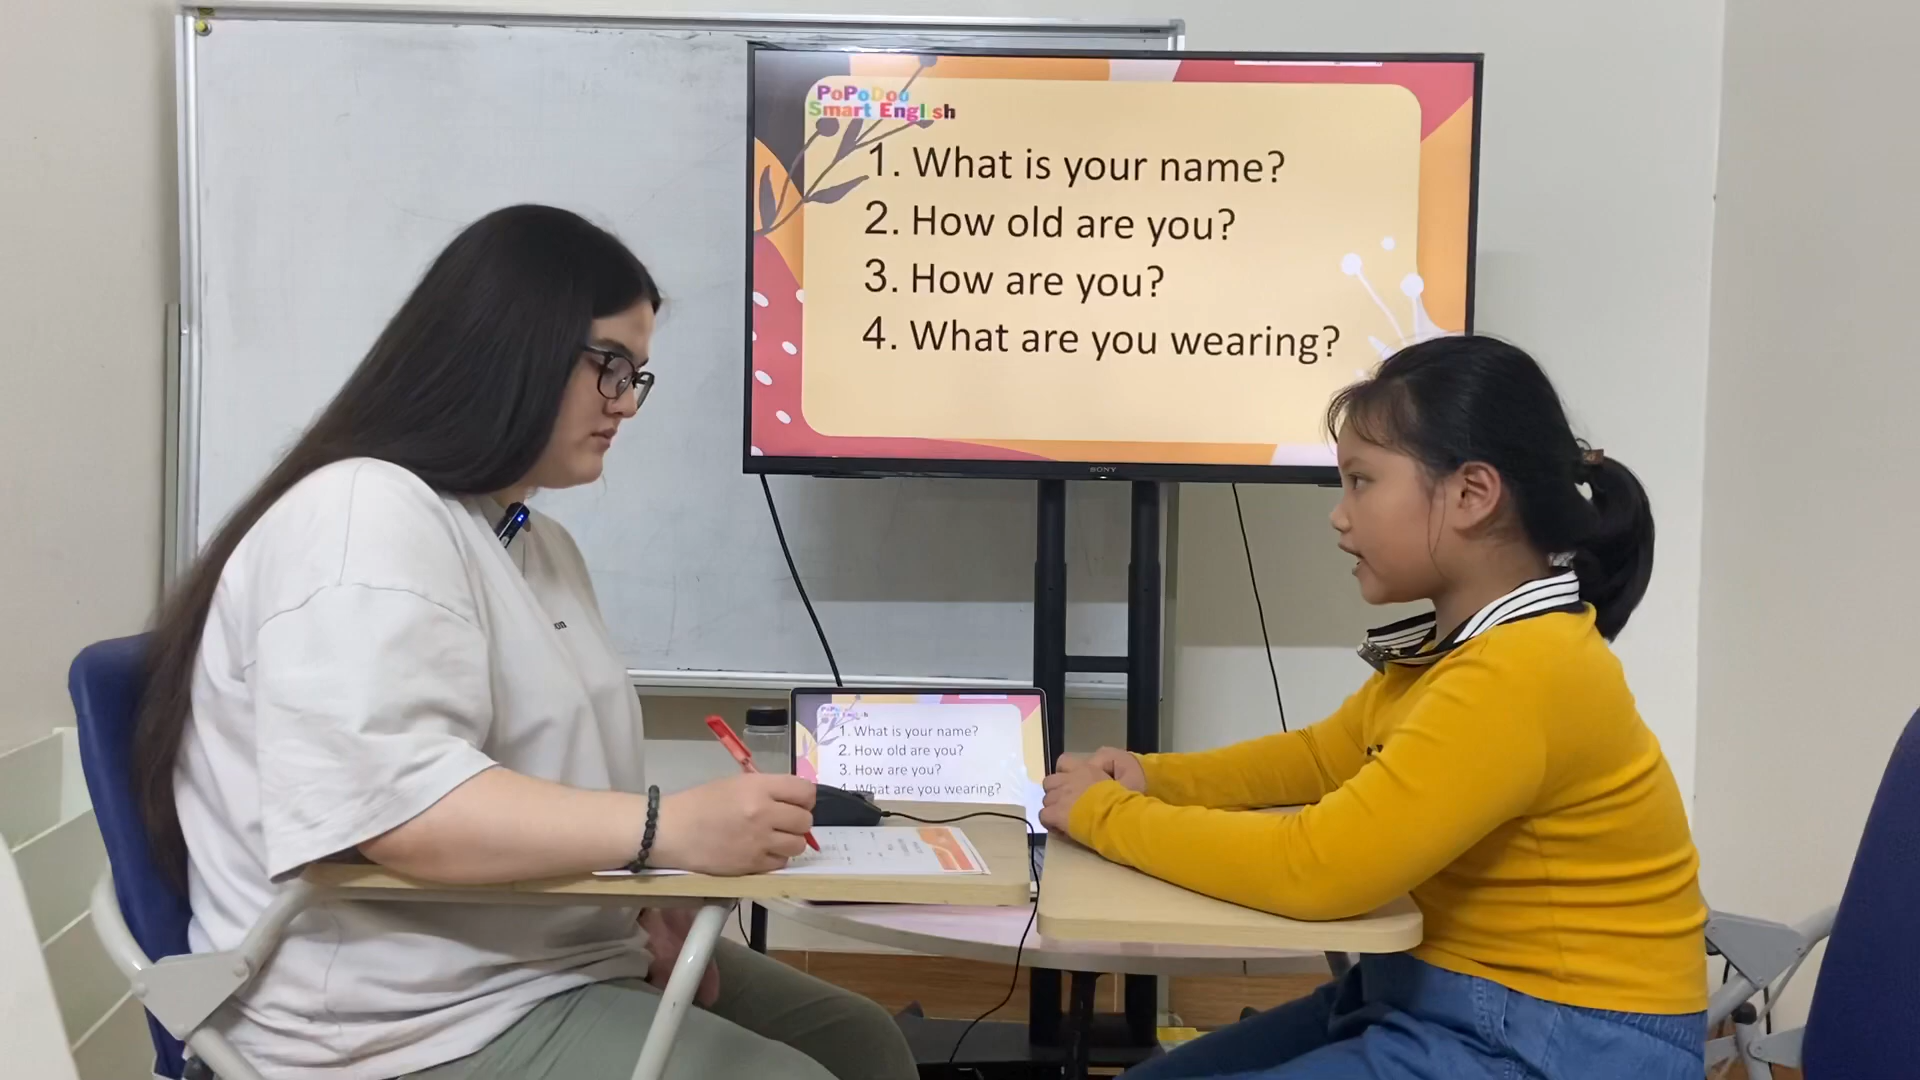 PoPoDoo
Smart English
1. What is your name?
2. How old are you?
3. How are you?
4. What are you wearing?
SONY
Smart English
1. What is your name?
2. How old are you?
3. How are you?
4. What are you wearing?